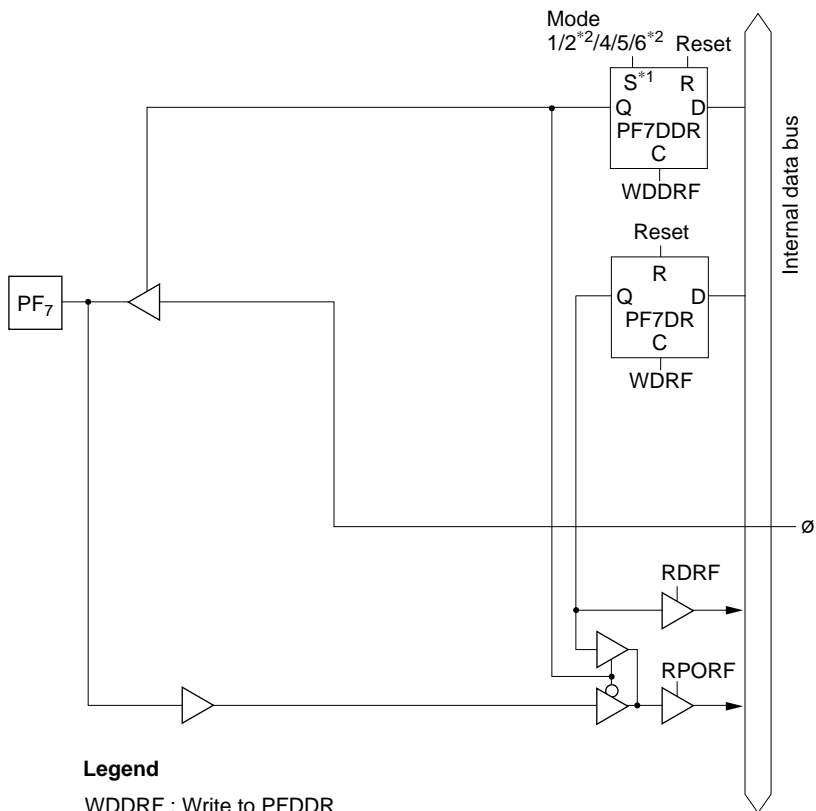 Mode
1/2*2/4/5/6*2 Reset
S*1 R
Q D
PF7DDR
C
WDDRF
Internal data bus
Reset
R
Q D
PF7DR
C
WDRF
PF7
ø
RDRF
RPORF
Legend
WDDRF : Write to PFDDR